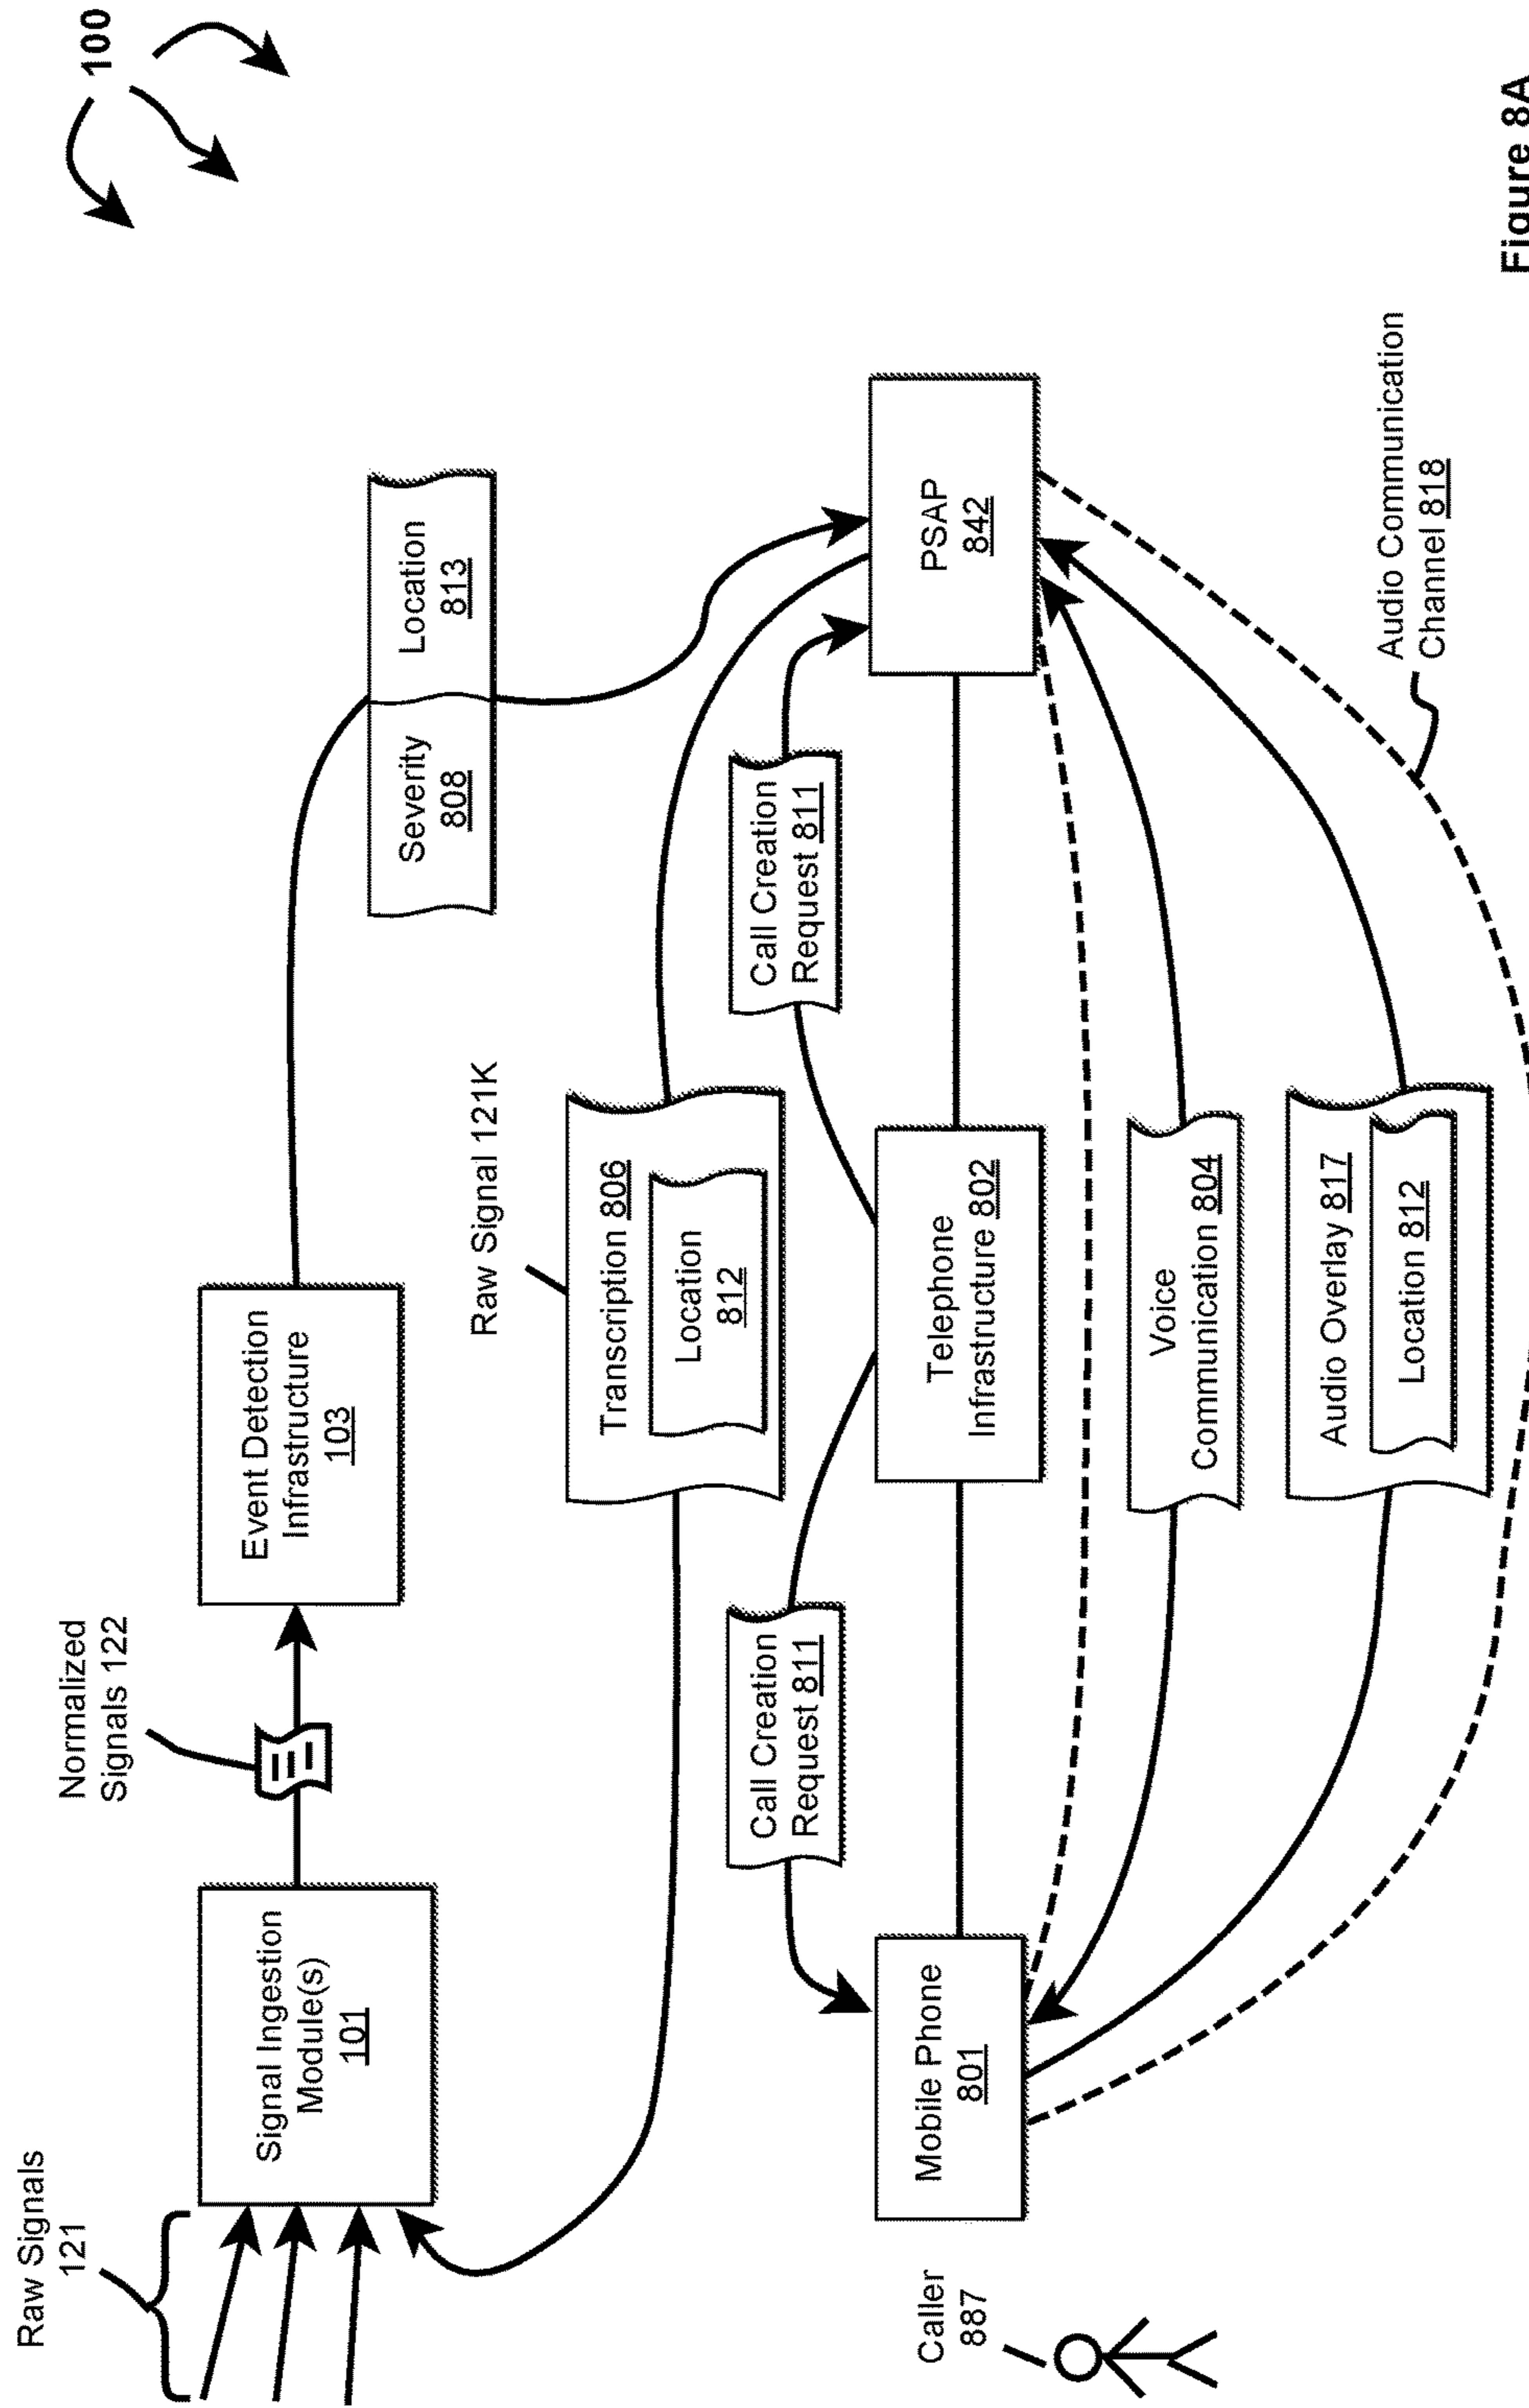 100
Raw Signals
121
Signal Ingestion
Module(s)
101
Normalized
Signals 122
Event Detection
Infrastructure
103
Severity
808
Location
813
Raw Signal 121K
Transcription 806
Location
812
Call Creation
Request 811
Call Creation
Request 811
Caller
887
Mobile Phone
801
Telephone
Infrastructure 802
PSAP
842
Voice
Communication 804
Audio Overlay 817
Location 812
Audio Communication
Channel 818
Figure 8A